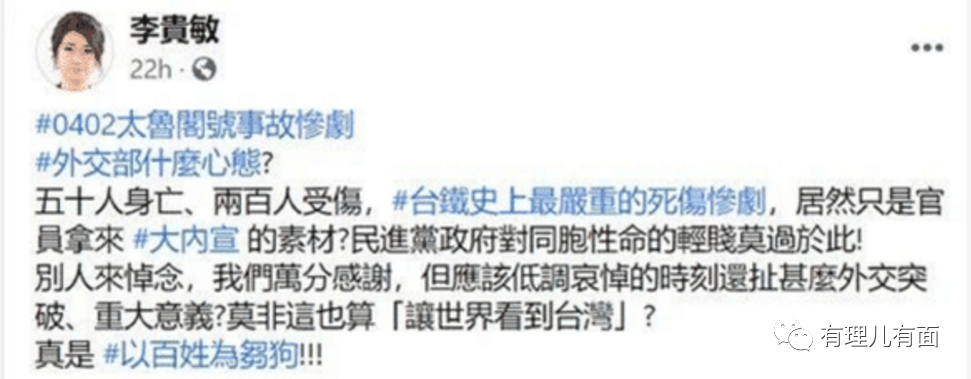 李貴敏
22h ·
#0402太魯閣號事故慘劇
#外交部什麼心態?
五十人身亡、兩百人受傷，#台鐵史上最嚴重的死傷慘劇，居然只是官
員拿來 #大內宣 的素材?民進黨政府對同胞性命的輕賤莫過於此!
別人來悼念，我們萬分感謝，但應該低調哀悼的時刻還扯甚麼外交突
破、重大意義?莫非這也算「讓世界看到台灣」?
真是 #以百姓為芻狗!!!
有理儿有面